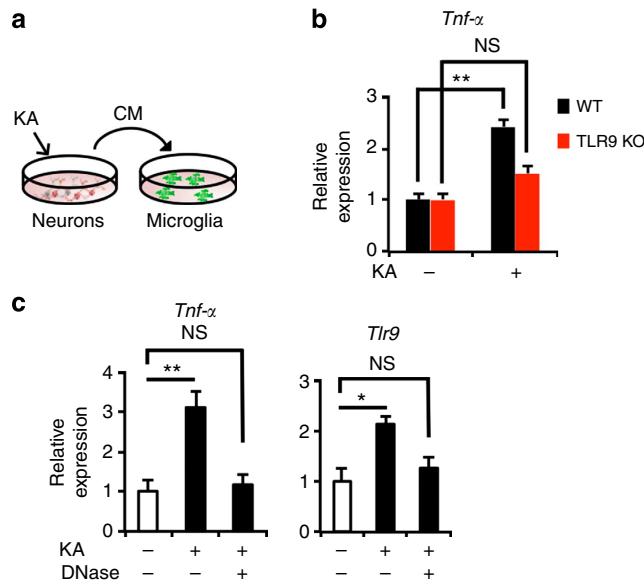 a
KA
CM
Neurons
Microglia
b
Tnf-α
NS
**
WT
TLR9 KO
Relative
expression
3
2
1
0
KA – +
c
Tnf-α
NS
**
Relative
expression
4
3
2
1
0
KA – + +
DNase – – +
Tlr9
NS
*
3
2
1
0
– + +
– – +